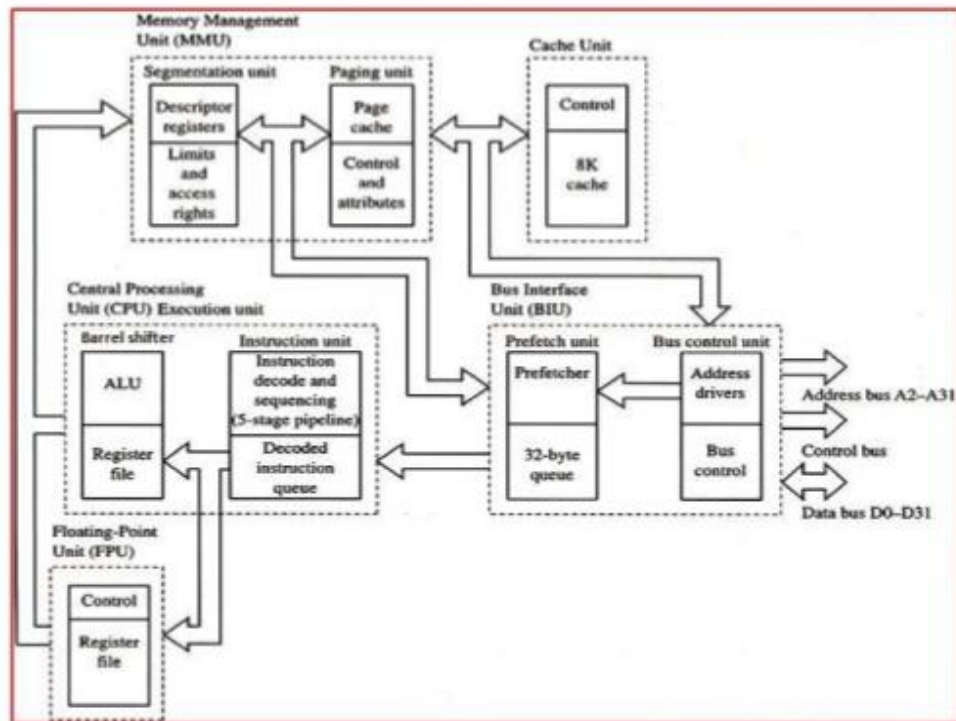 Memory Management
Unit (MMU)
Cache Unit
Segmentation unit
Paging unit
Descriptor
registers
Limits
and
access
rights
Page
cache
Control
and
attributes
Control
8K
cache
Central Processing
Unit (CPU) Execution unit
Barrel shifter
ALU
Register
file
Instruction unit
Instruction
decode and
sequencing
(5-stage pipeline)
Decoded
instruction
queue
Bus Interface
Unit (BIU)
Prefetch unit
Prefetcher
32-byte
queue
Bus control unit
Address
drivers
Bus
control
Address bus A2–A31
Control bus
Data bus D0–D31
Floating-Point
Unit (FPU)
Control
Register
file